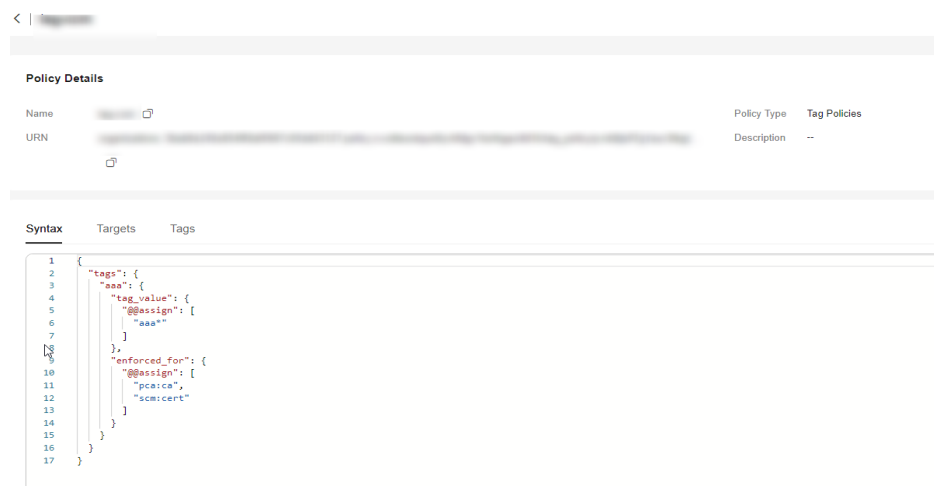 Policy Details
Name
Policy Type Tag Policies
URN
Description --
Syntax Targets Tags
1 {
2 "tags": {
3 "aaa": {
4 "tag_value": {
5 "@@assign": [
6 "aaa*"
7 ]
8 },
9 "enforced_for": {
10 "@@assign": [
11 "pca:ca",
12 "scm:cert"
13 ]
14 }
15 }
16 }
17 }